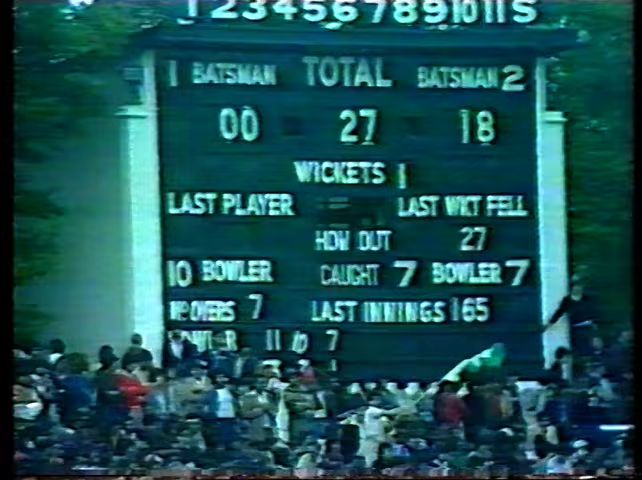 1 2 3 4 5 6 7 8 9 10 11 S
1 BATSMAN TOTAL BATSMAN 2
00 27 18
WICKETS 1
LAST PLAYER LAST WKT FELL
HOW OUT 27
10 BOWLER CAUGHT 7 BOWLER 7
No OVERS 7 LAST INNINGS 165
11 to 7